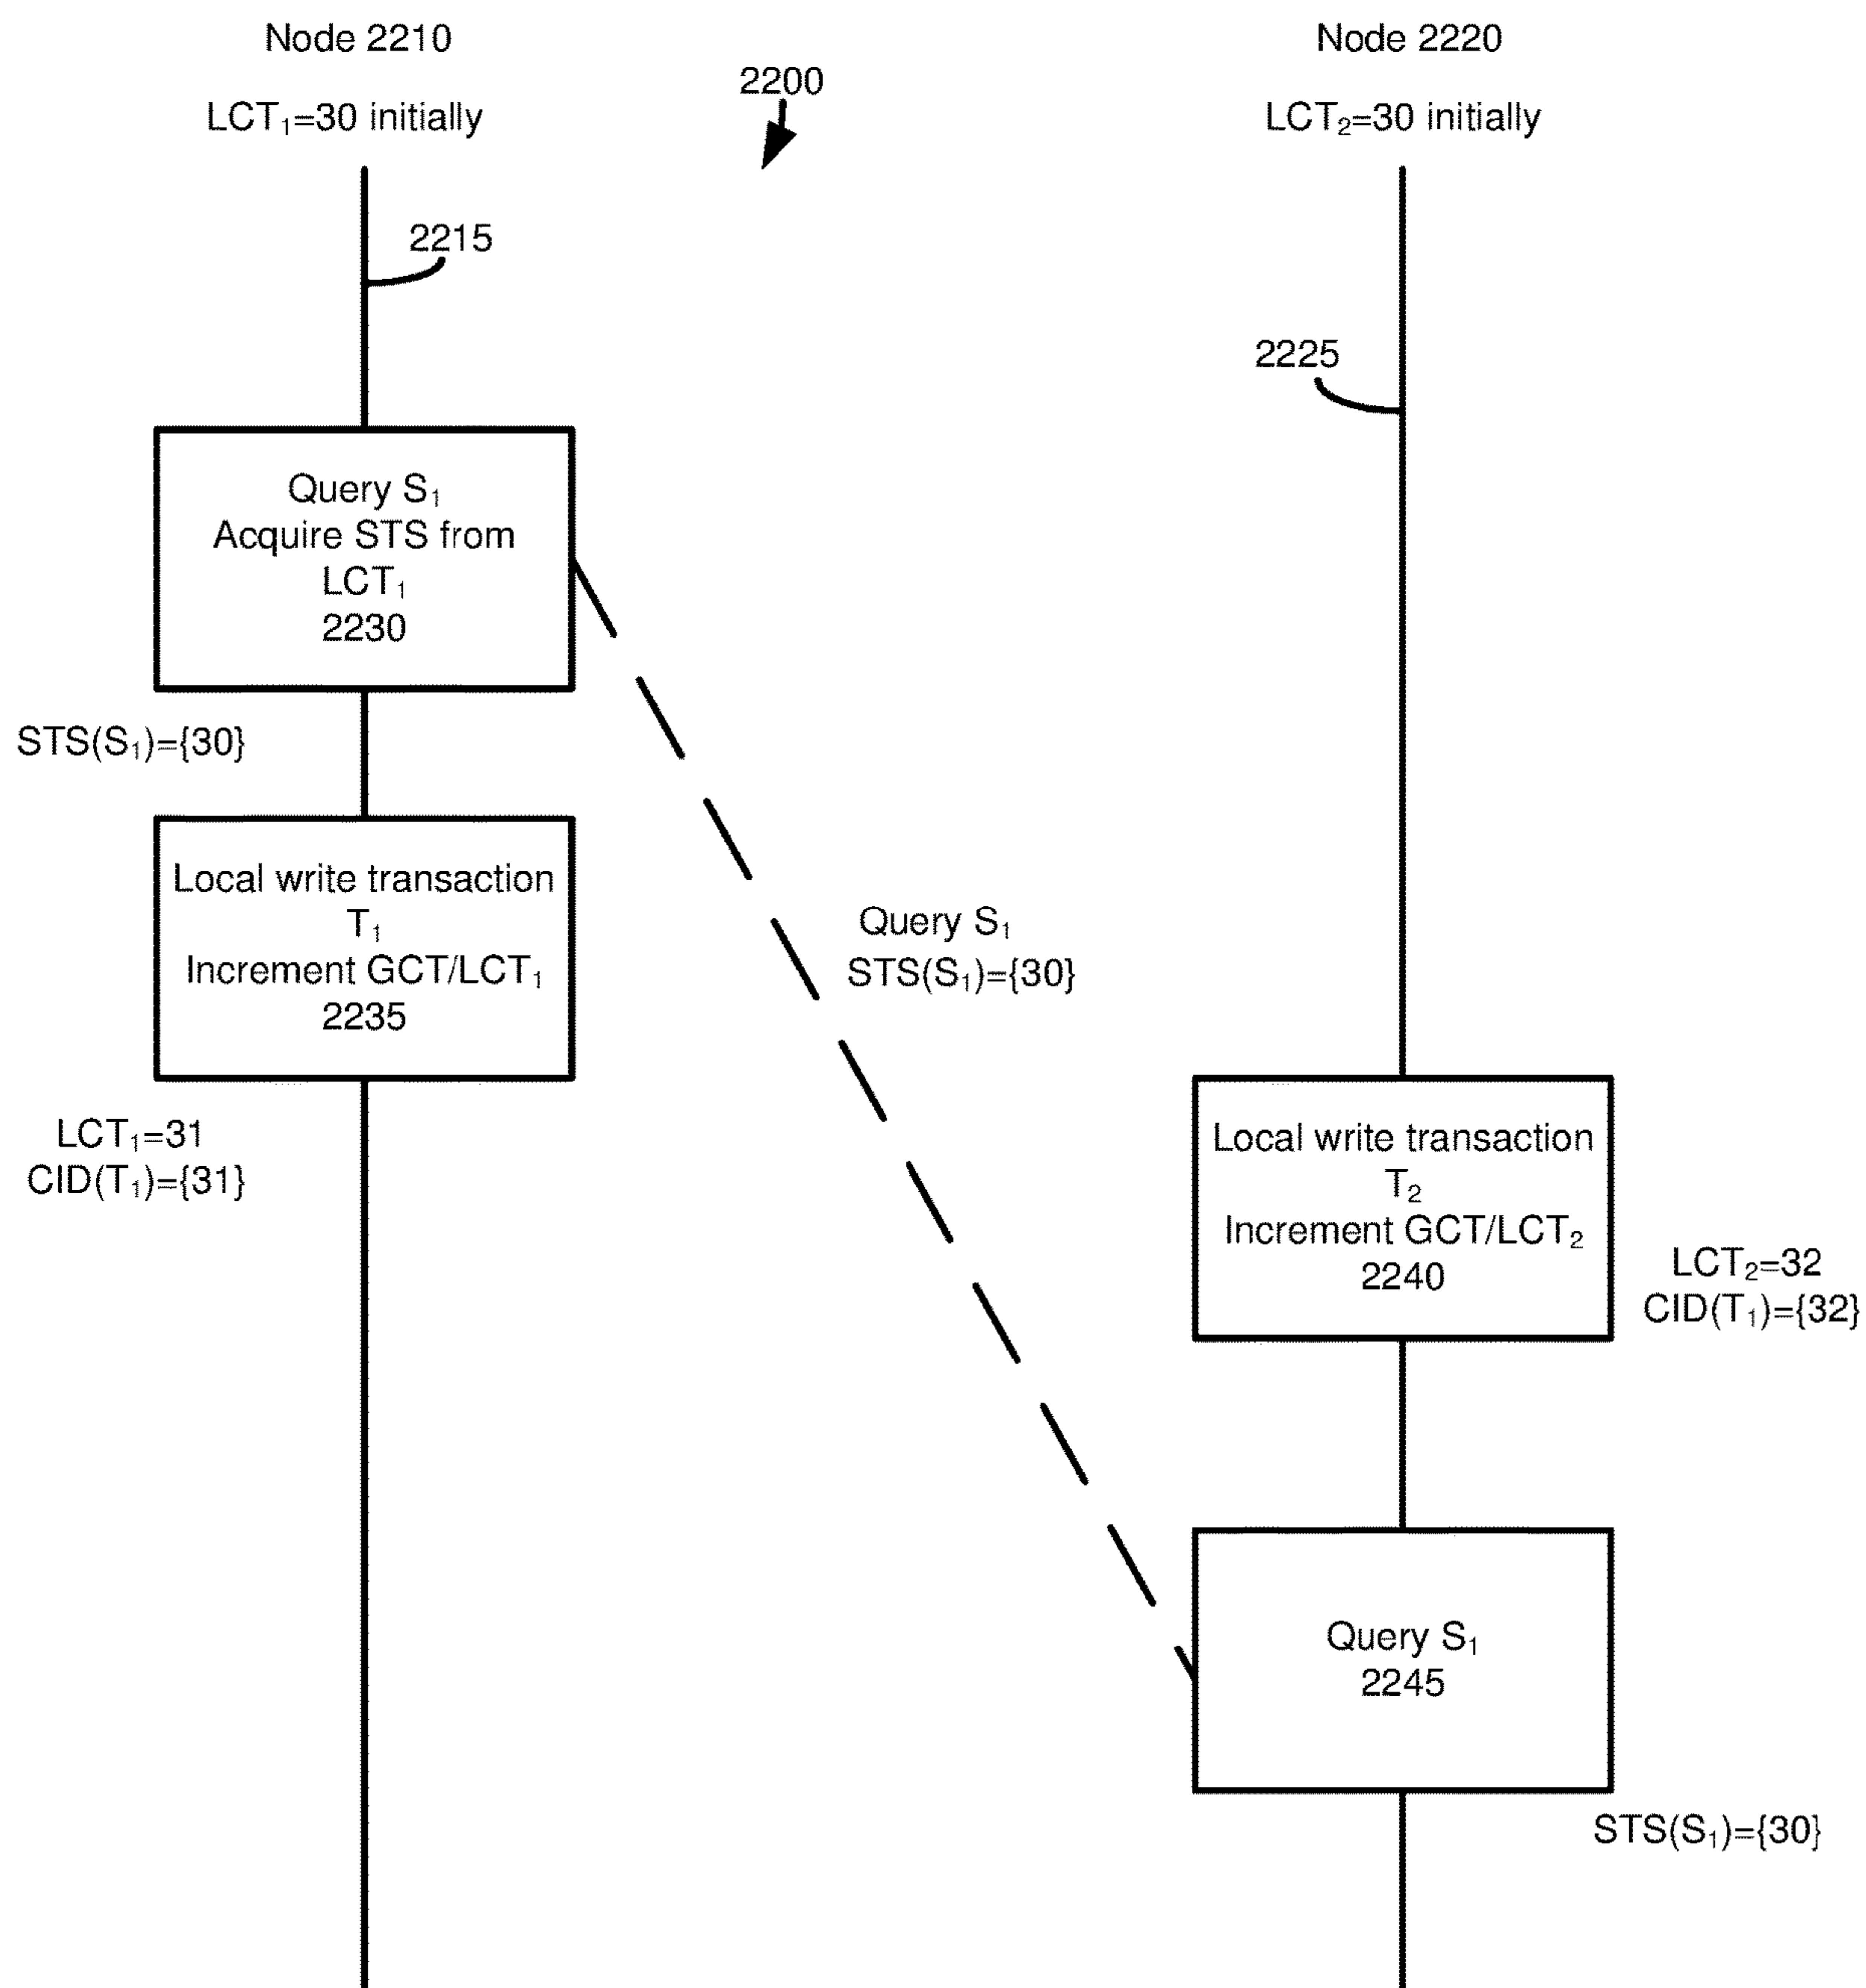 Node 2210
LCT₁=30 initially
2200
Node 2220
LCT₂=30 initially
2215
2225
Query S₁
Acquire STS from
LCT₁
2230
STS(S₁)={30}
Local write transaction
T₁
Increment GCT/LCT₁
2235
LCT₁=31
CID(T₁)={31}
Query S₁
STS(S₁)={30}
Local write transaction
T₂
Increment GCT/LCT₂
2240
LCT₂=32
CID(T₁)={32}
Query S₁
2245
STS(S₁)={30}